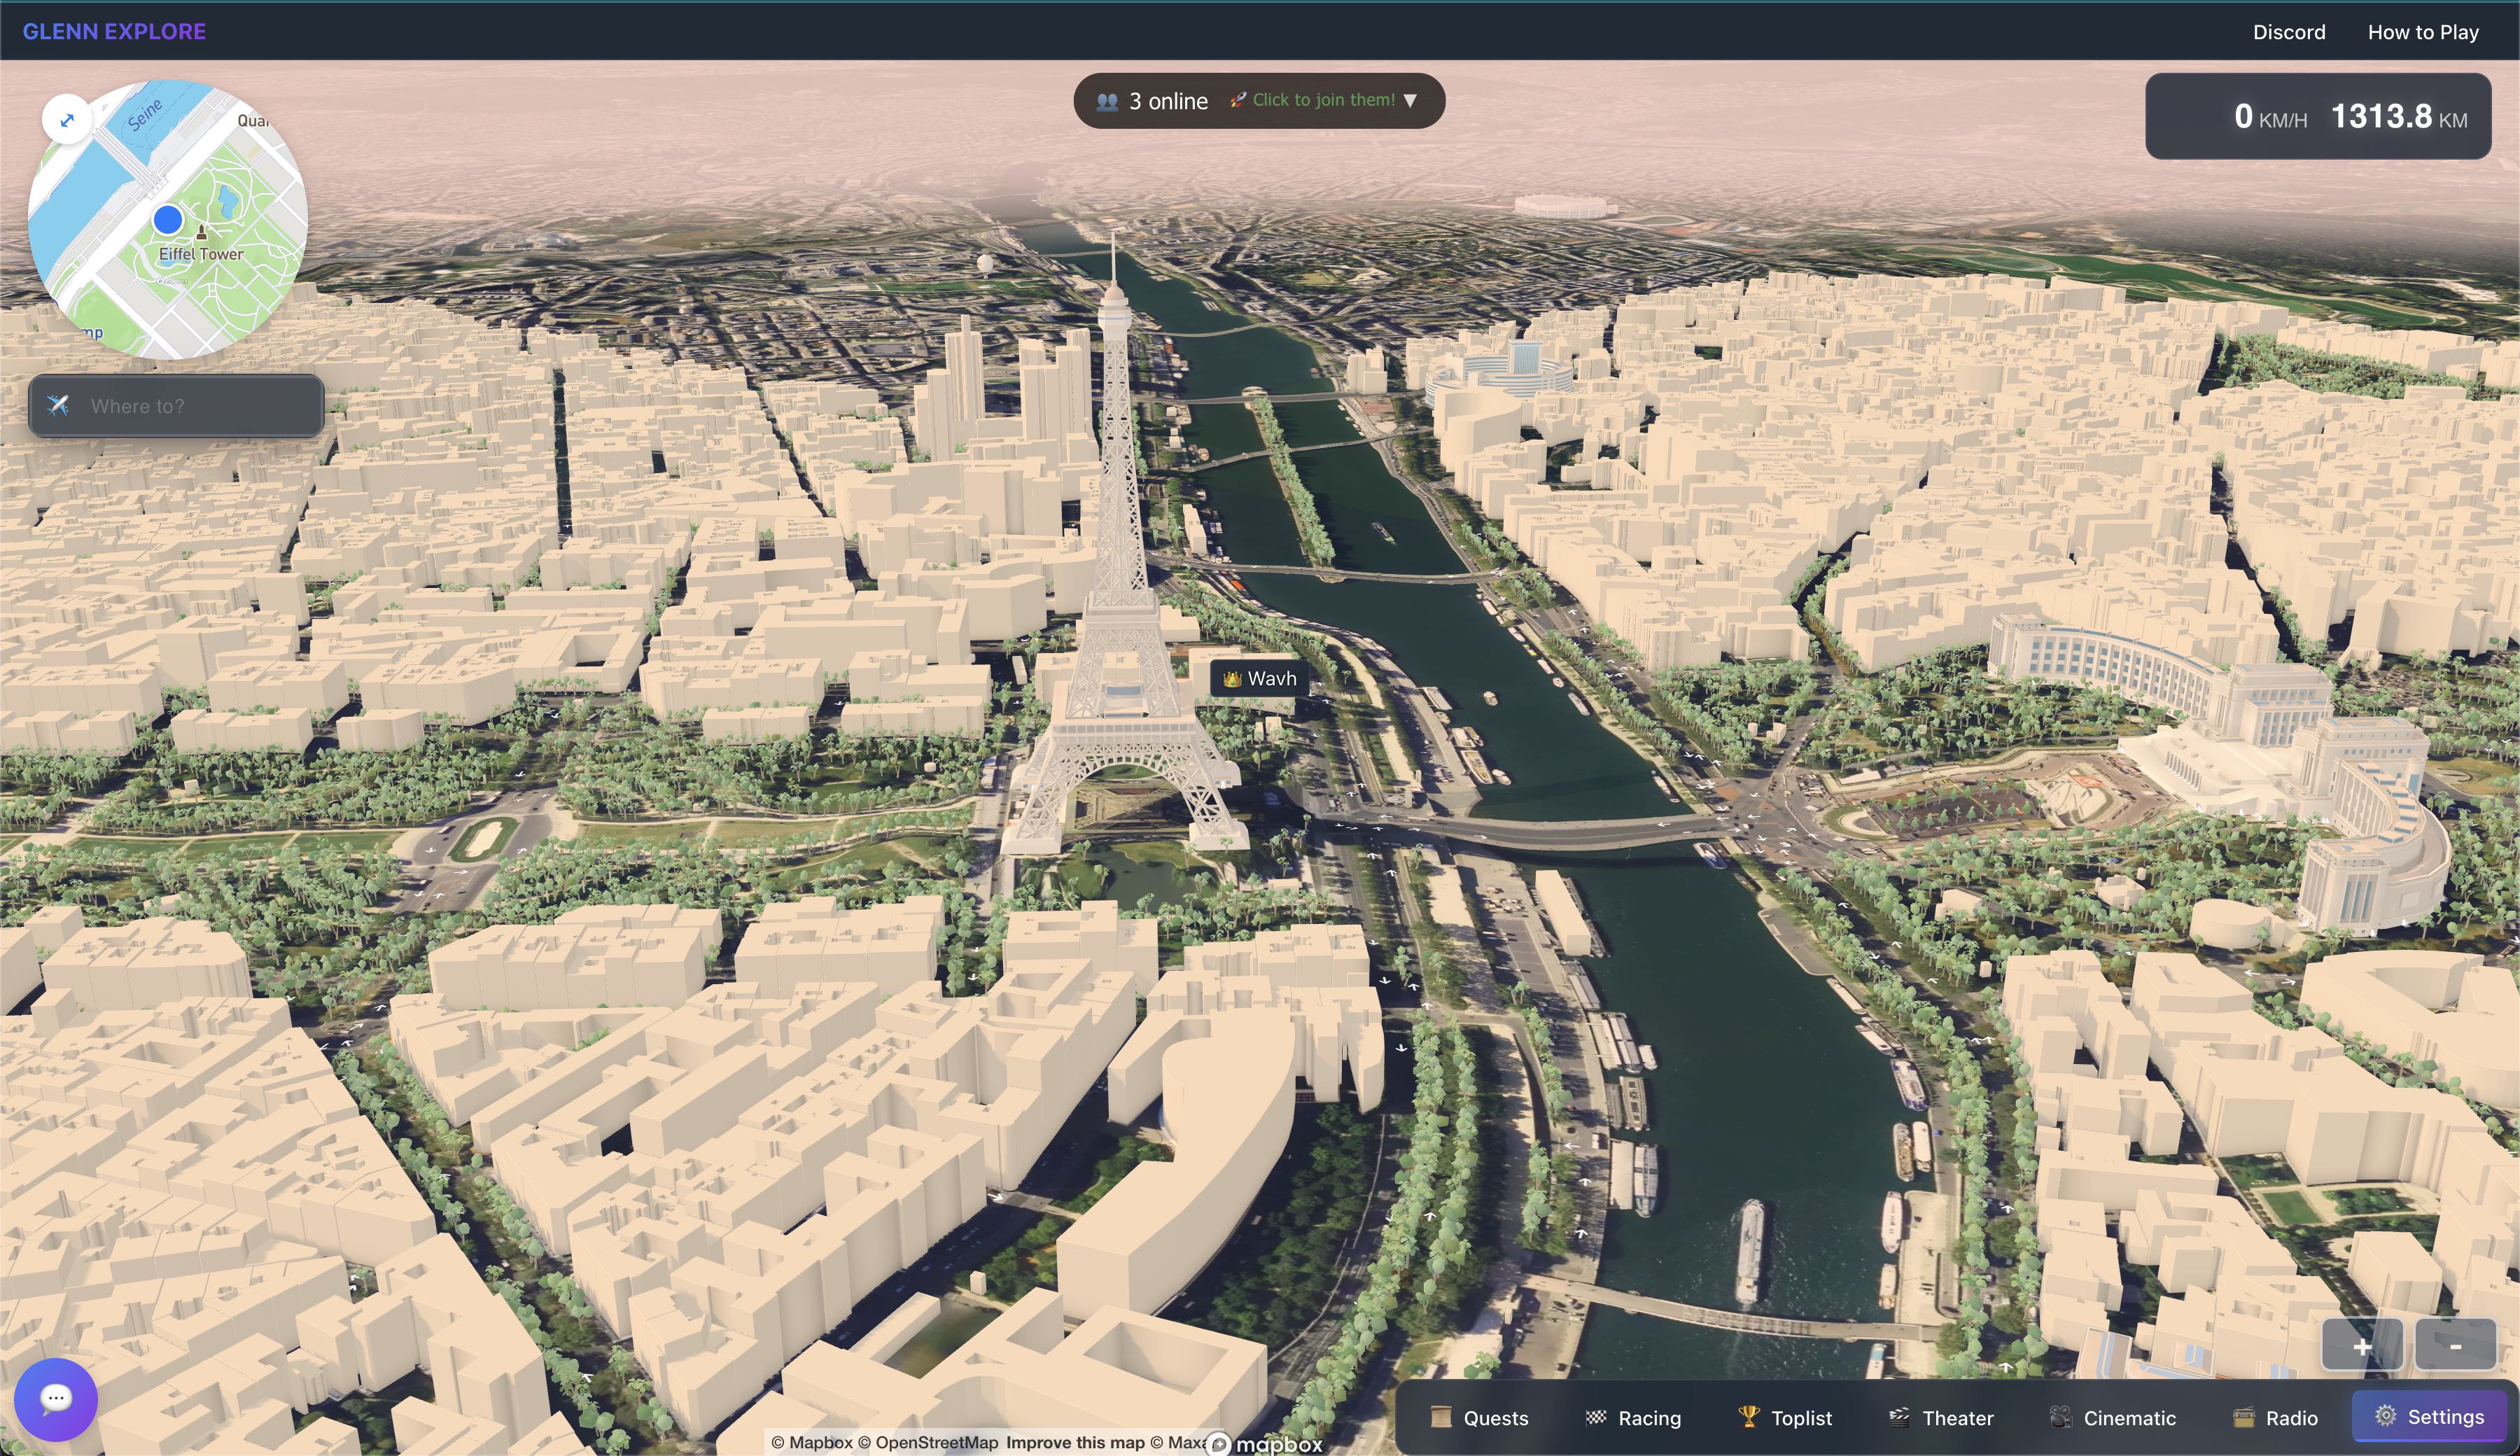 GLENN EXPLORE
Discord
How to Play
3 online
Click to join them! ▼
0 KM/H 1313.8 KM
Seine
Quai
Eiffel Tower
mp
Where to?
Wavh
+
-
Quests
Racing
Toplist
Theater
Cinematic
Radio
Settings
© Mapbox © OpenStreetMap Improve this map © Maxar
mapbox